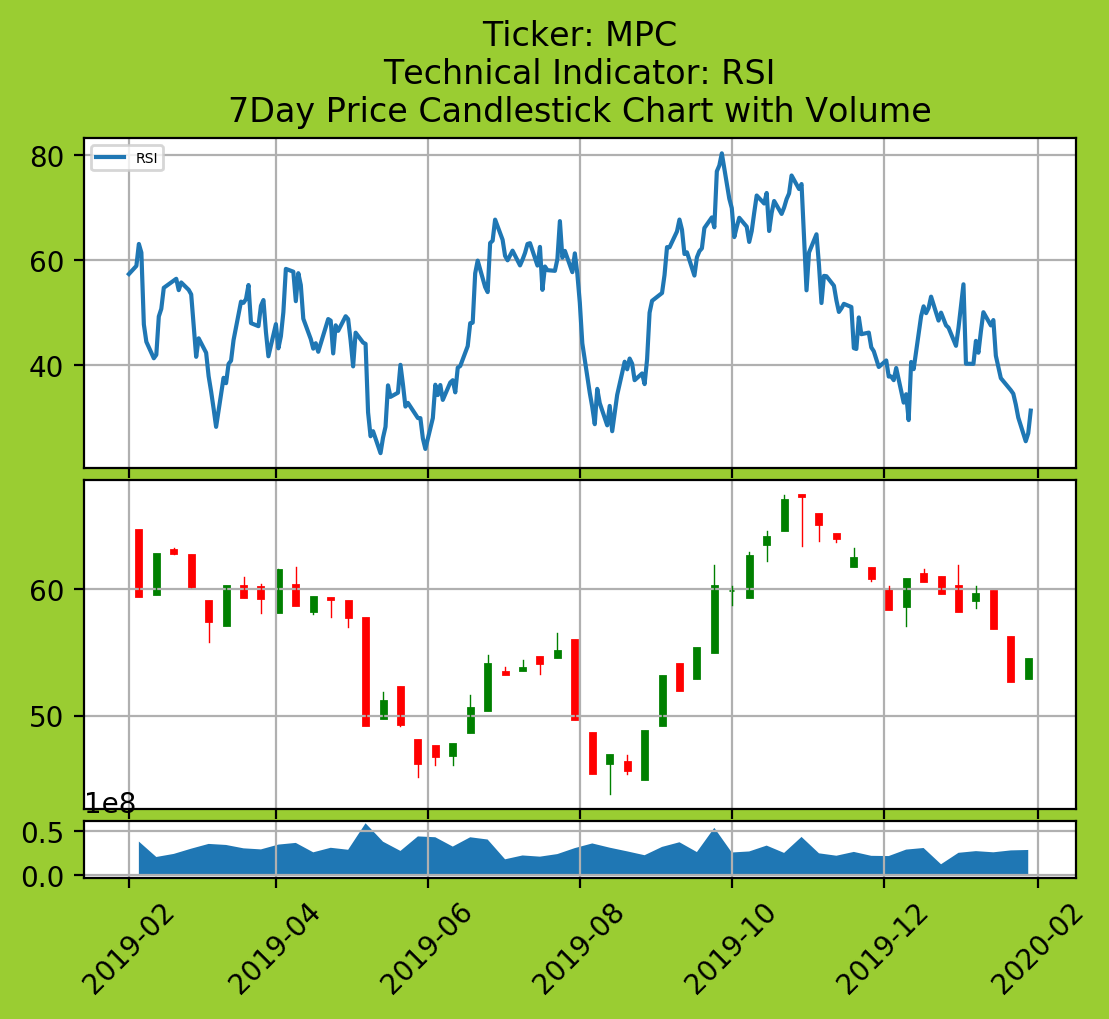 Ticker: MPC
Technical Indicator: RSI
7Day Price Candlestick Chart with Volume
RSI
80
60
40
60
50
1e8
0.5
0.0
2019-02
2019-04
2019-06
2019-08
2019-10
2019-12
2020-02